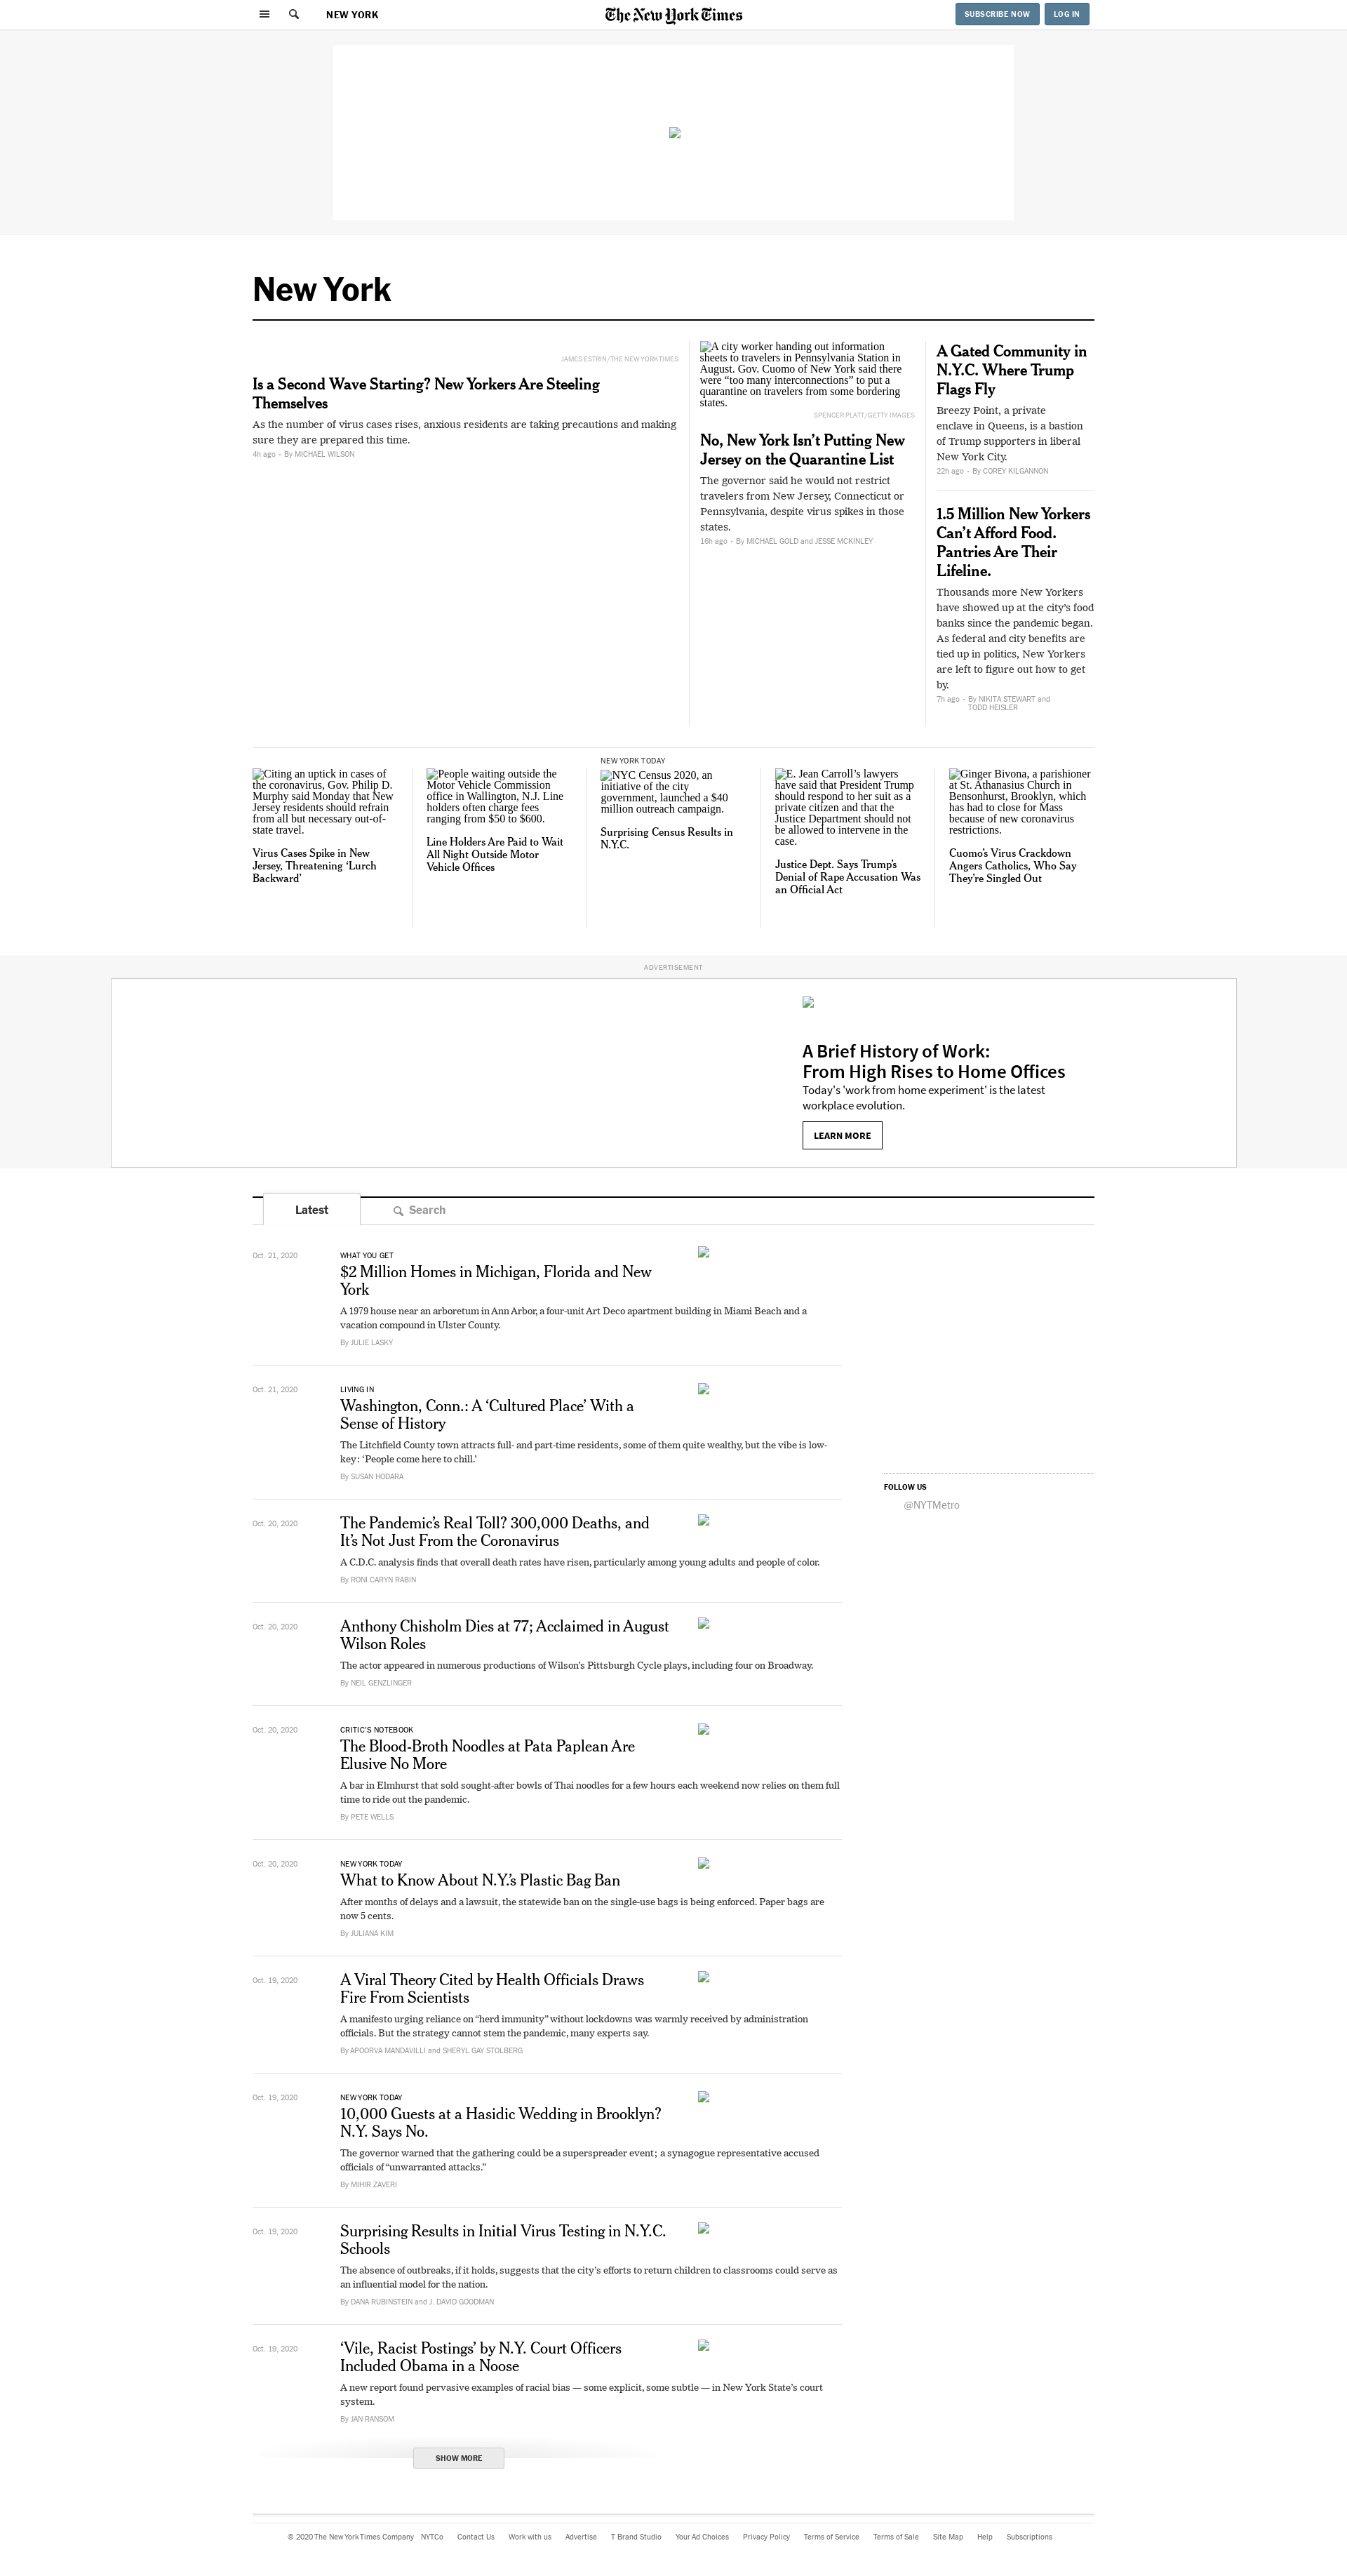 NEW YORK
The New York Times
SUBSCRIBE NOW
LOG IN
New York
JAMES ESTRIN/THE NEW YORK TIMES
Is a Second Wave Starting? New Yorkers Are Steeling
Themselves
As the number of virus cases rises, anxious residents are taking precautions and making
sure they are prepared this time.
4h ago • By MICHAEL WILSON
A city worker handing out information
sheets to travelers in Pennsylvania Station in
August. Gov. Cuomo of New York said there
were “too many interconnections” to put a
quarantine on travelers from some bordering
states.
SPENCER PLATT/GETTY IMAGES
No, New York Isn’t Putting New
Jersey on the Quarantine List
The governor said he would not restrict
travelers from New Jersey, Connecticut or
Pennsylvania, despite virus spikes in those
states.
16h ago • By MICHAEL GOLD and JESSE MCKINLEY
A Gated Community in
N.Y.C. Where Trump
Flags Fly
Breezy Point, a private
enclave in Queens, is a bastion
of Trump supporters in liberal
New York City.
22h ago • By COREY KILGANNON
1.5 Million New Yorkers
Can’t Afford Food.
Pantries Are Their
Lifeline.
Thousands more New Yorkers
have showed up at the city’s food
banks since the pandemic began.
As federal and city benefits are
tied up in politics, New Yorkers
are left to figure out how to get
by.
7h ago • By NIKITA STEWART and
TODD HEISLER
Citing an uptick in cases of
the coronavirus, Gov. Philip D.
Murphy said Monday that New
Jersey residents should refrain
from all but necessary out-of-
state travel.
Virus Cases Spike in New
Jersey, Threatening ‘Lurch
Backward’
People waiting outside the
Motor Vehicle Commission
office in Wallington, N.J. Line
holders often charge fees
ranging from $50 to $600.
Line Holders Are Paid to Wait
All Night Outside Motor
Vehicle Offices
NEW YORK TODAY
NYC Census 2020, an
initiative of the city
government, launched a $40
million outreach campaign.
Surprising Census Results in
N.Y.C.
E. Jean Carroll’s lawyers
have said that President Trump
should respond to her suit as a
private citizen and that the
Justice Department should not
be allowed to intervene in the
case.
Justice Dept. Says Trump’s
Denial of Rape Accusation Was
an Official Act
Ginger Bivona, a parishioner
at St. Athanasius Church in
Bensonhurst, Brooklyn, which
has had to close for Mass
because of new coronavirus
restrictions.
Cuomo’s Virus Crackdown
Angers Catholics, Who Say
They’re Singled Out
ADVERTISEMENT
A Brief History of Work:
From High Rises to Home Offices
Today's 'work from home experiment' is the latest
workplace evolution.
LEARN MORE
Latest
Search
Oct. 21, 2020
WHAT YOU GET
$2 Million Homes in Michigan, Florida and New
York
A 1979 house near an arboretum in Ann Arbor, a four-unit Art Deco apartment building in Miami Beach and a
vacation compound in Ulster County.
By JULIE LASKY
Oct. 21, 2020
LIVING IN
Washington, Conn.: A ‘Cultured Place’ With a
Sense of History
The Litchfield County town attracts full- and part-time residents, some of them quite wealthy, but the vibe is low-
key: ‘People come here to chill.’
By SUSAN HODARA
FOLLOW US
@NYTMetro
Oct. 20, 2020
The Pandemic’s Real Toll? 300,000 Deaths, and
It’s Not Just From the Coronavirus
A C.D.C. analysis finds that overall death rates have risen, particularly among young adults and people of color.
By RONI CARYN RABIN
Oct. 20, 2020
Anthony Chisholm Dies at 77; Acclaimed in August
Wilson Roles
The actor appeared in numerous productions of Wilson’s Pittsburgh Cycle plays, including four on Broadway.
By NEIL GENZLINGER
Oct. 20, 2020
CRITIC’S NOTEBOOK
The Blood-Broth Noodles at Pata Paplean Are
Elusive No More
A bar in Elmhurst that sold sought-after bowls of Thai noodles for a few hours each weekend now relies on them full
time to ride out the pandemic.
By PETE WELLS
Oct. 20, 2020
NEW YORK TODAY
What to Know About N.Y.’s Plastic Bag Ban
After months of delays and a lawsuit, the statewide ban on the single-use bags is being enforced. Paper bags are
now 5 cents.
By JULIANA KIM
Oct. 19, 2020
A Viral Theory Cited by Health Officials Draws
Fire From Scientists
A manifesto urging reliance on “herd immunity” without lockdowns was warmly received by administration
officials. But the strategy cannot stem the pandemic, many experts say.
By APOORVA MANDAVILLI and SHERYL GAY STOLBERG
Oct. 19, 2020
NEW YORK TODAY
10,000 Guests at a Hasidic Wedding in Brooklyn?
N.Y. Says No.
The governor warned that the gathering could be a superspreader event; a synagogue representative accused
officials of “unwarranted attacks.”
By MIHIR ZAVERI
Oct. 19, 2020
Surprising Results in Initial Virus Testing in N.Y.C.
Schools
The absence of outbreaks, if it holds, suggests that the city’s efforts to return children to classrooms could serve as
an influential model for the nation.
By DANA RUBINSTEIN and J. DAVID GOODMAN
Oct. 19, 2020
‘Vile, Racist Postings’ by N.Y. Court Officers
Included Obama in a Noose
A new report found pervasive examples of racial bias — some explicit, some subtle — in New York State’s court
system.
By JAN RANSOM
SHOW MORE
© 2020 The New York Times Company NYTCo Contact Us Work with us Advertise T Brand Studio Your Ad Choices Privacy Policy Terms of Service Terms of Sale Site Map Help Subscriptions